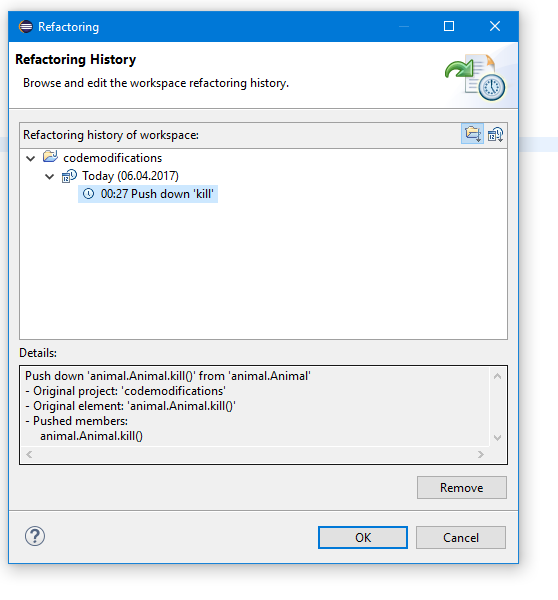 Refactoring
Refactoring History
Browse and edit the workspace refactoring history.
Refactoring history of workspace:
codemodifications
Today (06.04.2017)
00:27 Push down 'kill'
Details:
Push down 'animal.Animal.kill()' from 'animal.Animal'
- Original project: 'codemodifications'
- Original element: 'animal.Animal.kill()'
- Pushed members:
animal.Animal.kill()
Remove
?
OK
Cancel